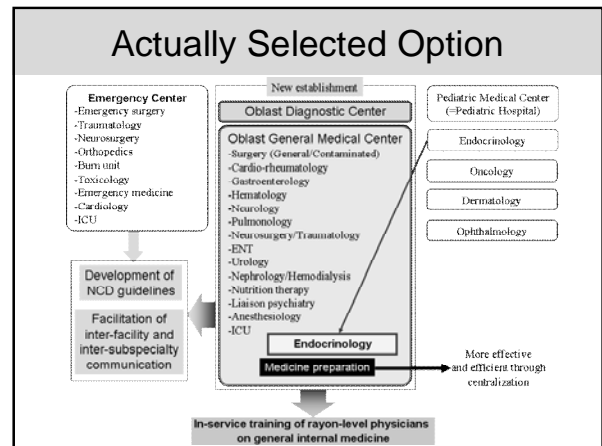 Actually Selected Option
Emergency Center
-Emergency surgery
-Traumatology
-Neurosurgery
-Orthopedics
-Burn unit
-Toxicology
-Emergency medicine
-Cardiology
-ICU
Development of
NCD guidelines
Facilitation of
inter-facility and
inter-subspecialty
communication
New establishment
Oblast Diagnostic Center
Oblast General Medical Center
-Surgery (General/Contaminated)
-Cardio-rheumatology
-Gastroenterology
-Hematology
-Neurology
-Pulmonology
-Neurosurgery/Traumatology
-ENT
-Urology
-Nephrology/Hemodialysis
-Nutrition therapy
-Liaison psychiatry
-Anesthesiology
-ICU
Endocrinology
Medicine preparation
In-service training of rayon-level physicians
on general internal medicine
Pediatric Medical Center
(=Pediatric Hospital)
Endocrinology
Oncology
Dermatology
Ophthalmology
More effective
and efficient through
centralization